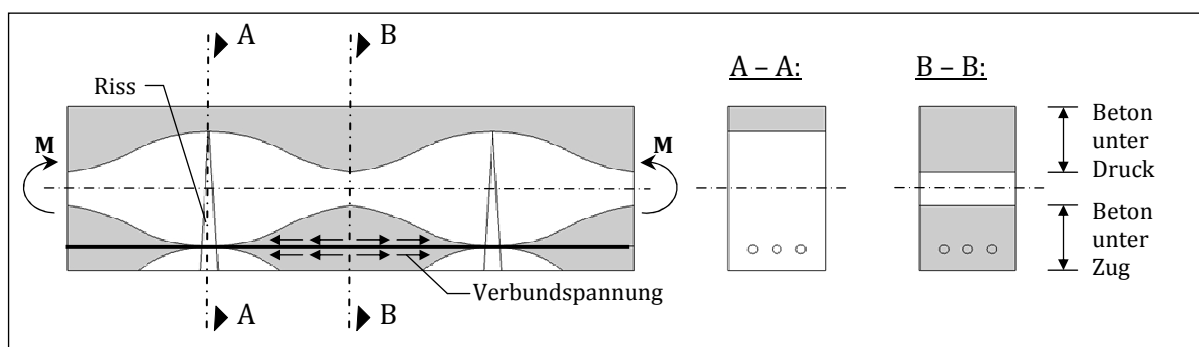 A
B
A – A:
B – B:
Riss
M
M
Beton
unter
Druck
Beton
unter
Zug
Verbundspannung
A
B